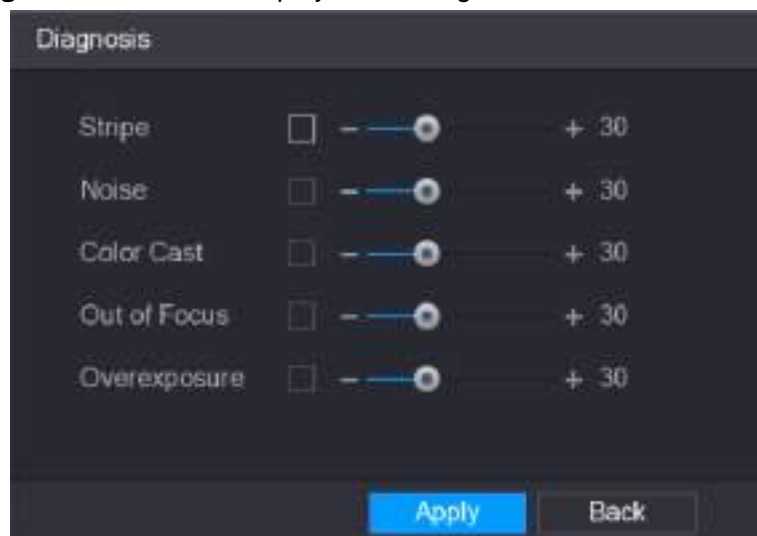 Diagnosis
Stripe - + 30
Noise - + 30
Color Cast - + 30
Out of Focus - + 30
Overexposure - + 30
Apply Back